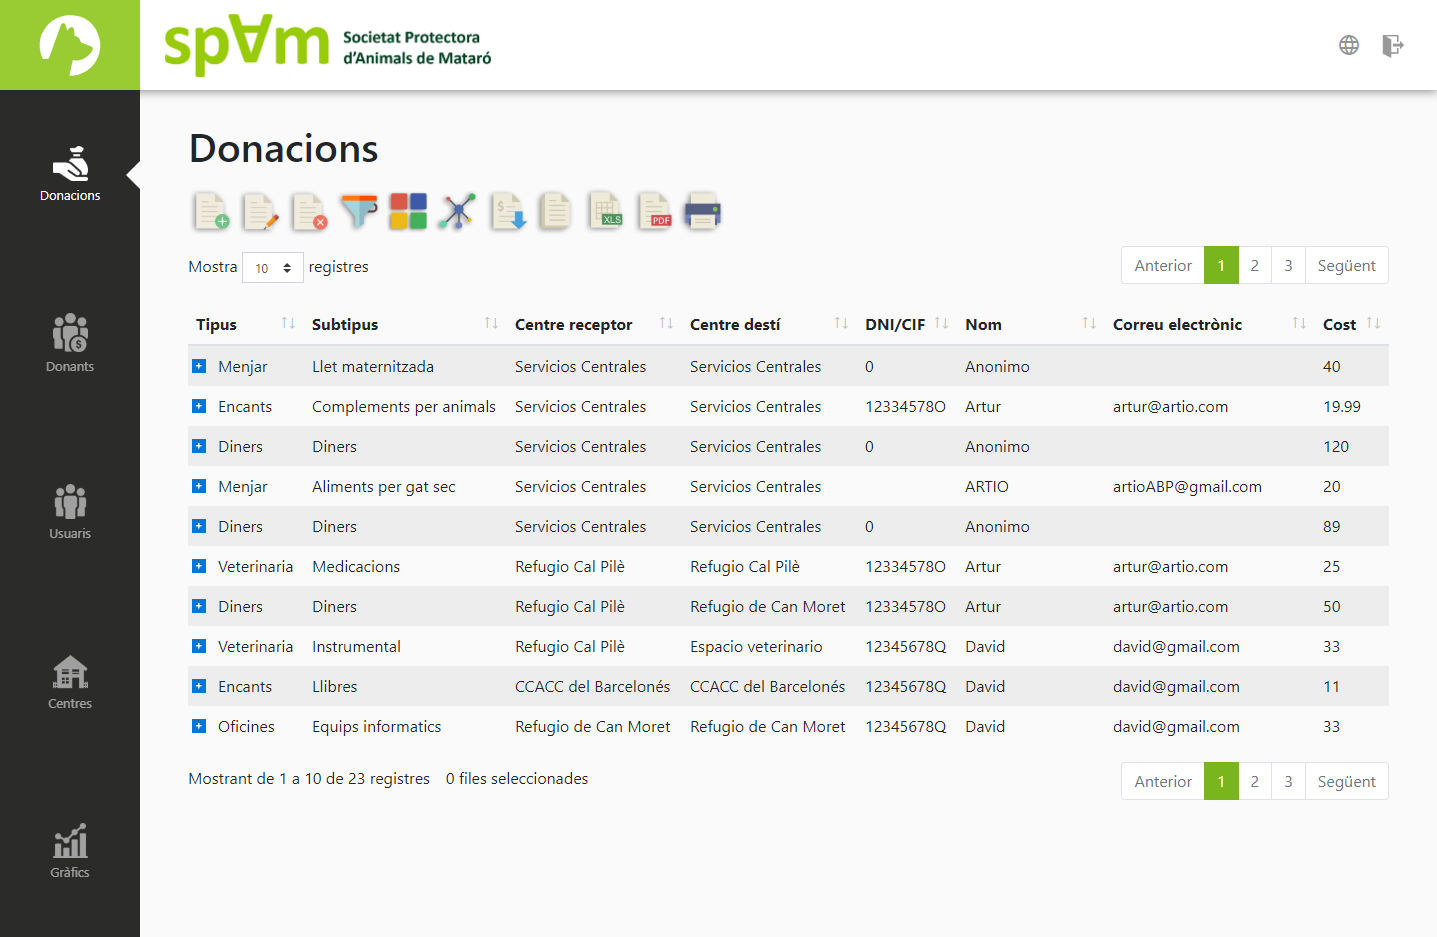 spam Societat Protectora
d'Animals de Mataró
Donacions
Donants
Usuaris
Centres
Gràfics
Donacions
XLS PDF
Mostra 10 registres
Anterior 1 2 3 Següent
Tipus Subtipus Centre receptor Centre destí DNI/CIF Nom Correu electrònic Cost
Menjar Llet maternitzada Servicios Centrales Servicios Centrales 0 Anonimo 40
Encants Complements per animals Servicios Centrales Servicios Centrales 12334578O Artur artur@artio.com 19.99
Diners Diners Servicios Centrales Servicios Centrales 0 Anonimo 120
Menjar Aliments per gat sec Servicios Centrales Servicios Centrales ARTIO artioABP@gmail.com 20
Diners Diners Servicios Centrales Servicios Centrales 0 Anonimo 89
Veterinaria Medicacions Refugio Cal Pilè Refugio Cal Pilè 12334578O Artur artur@artio.com 25
Diners Diners Refugio Cal Pilè Refugio de Can Moret 12334578O Artur artur@artio.com 50
Veterinaria Instrumental Refugio Cal Pilè Espacio veterinario 12345678Q David david@gmail.com 33
Encants Llibres CCACC del Barcelonés CCACC del Barcelonés 12345678Q David david@gmail.com 11
Oficines Equips informatics Refugio de Can Moret Refugio de Can Moret 12345678Q David david@gmail.com 33
Mostrant de 1 a 10 de 23 registres 0 files seleccionades
Anterior 1 2 3 Següent